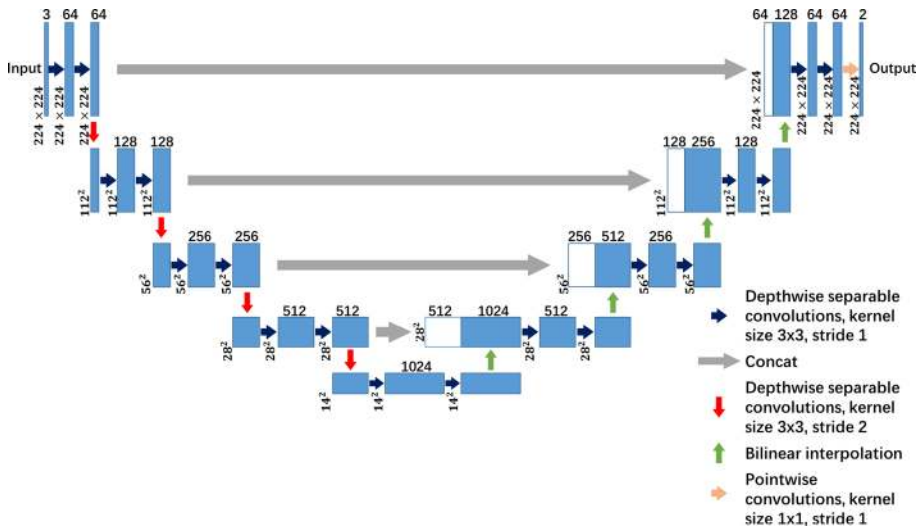 3 64 64
64 128 64 64 2
Input
Output
224 × 224
224 × 224
224 × 224
224 × 224
224 × 224
224 × 224
224 × 224
128 128
128 256 128
112²
112²
112²
112²
112²
112²
256 256
256 512 256
56²
56²
56²
56²
56²
56²
512 512
512 1024 512
28²
28²
28²
28²
28²
28²
1024
14²
14²
14²
Depthwise separable
convolutions, kernel
size 3x3, stride 1
Concat
Depthwise separable
convolutions, kernel
size 3x3, stride 2
Bilinear interpolation
Pointwise
convolutions, kernel
size 1x1, stride 1